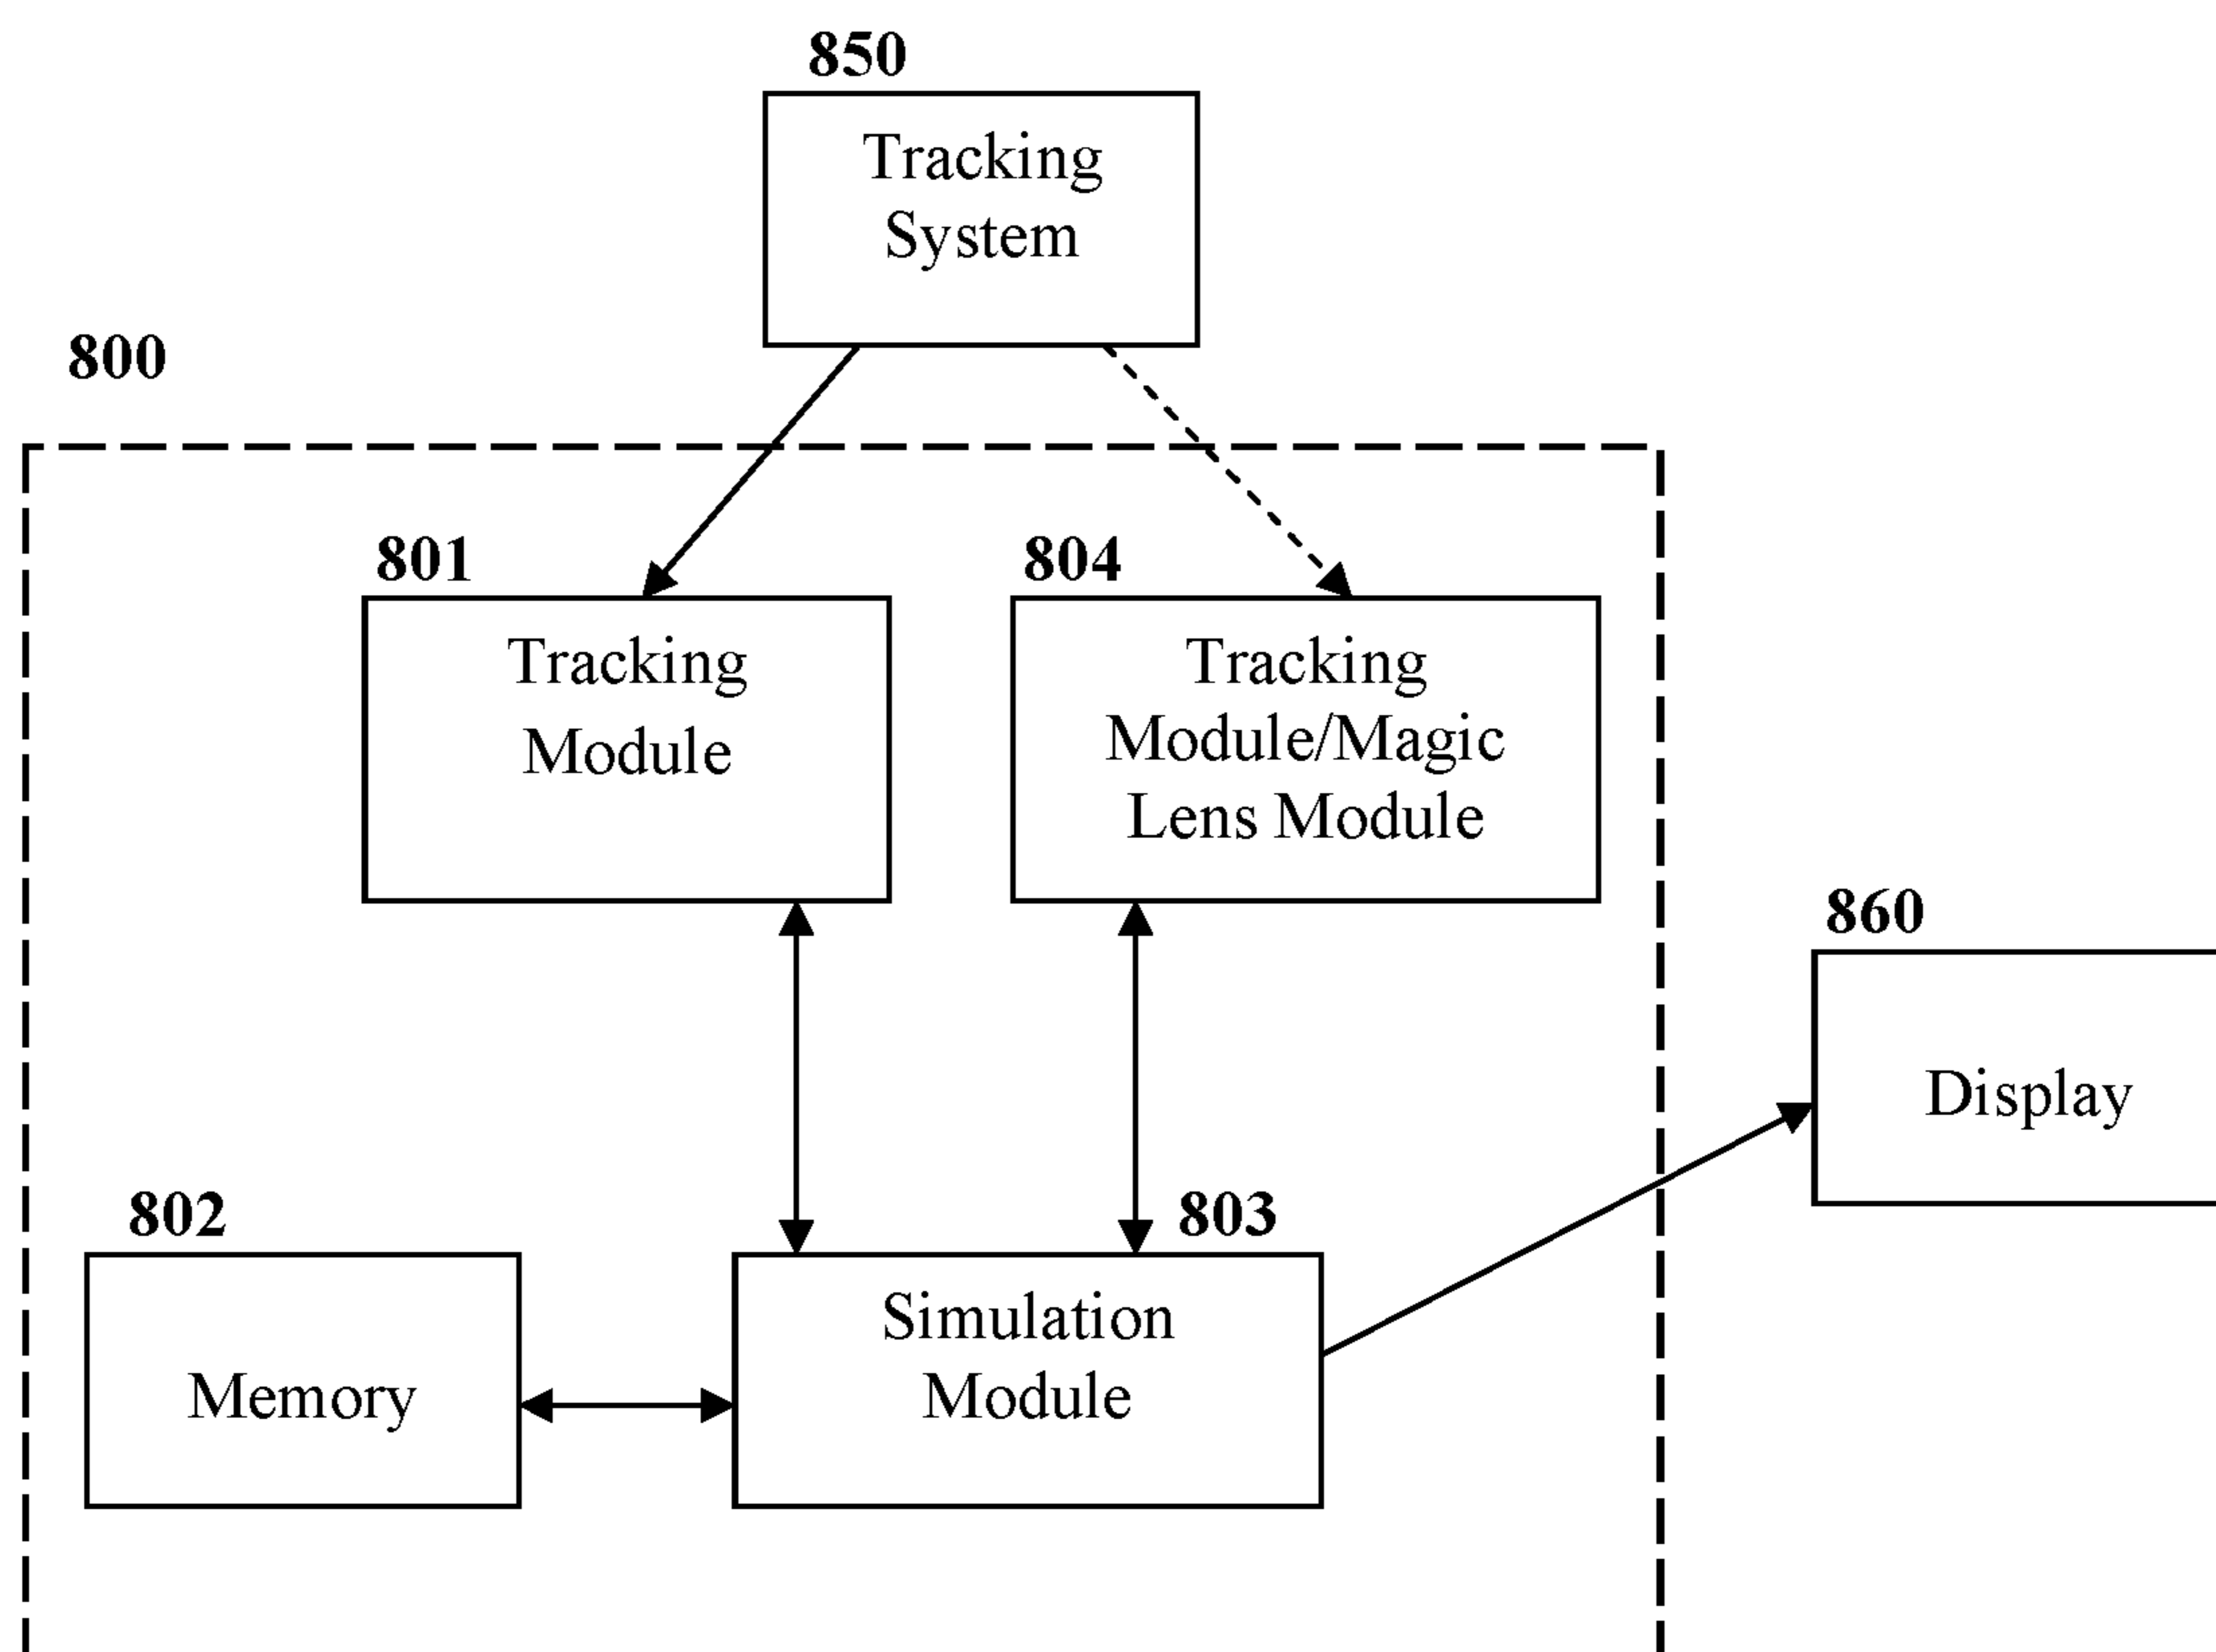 850
Tracking
System
800
801
Tracking
Module
804
Tracking
Module/Magic
Lens Module
860
Display
802
Memory
803
Simulation
Module